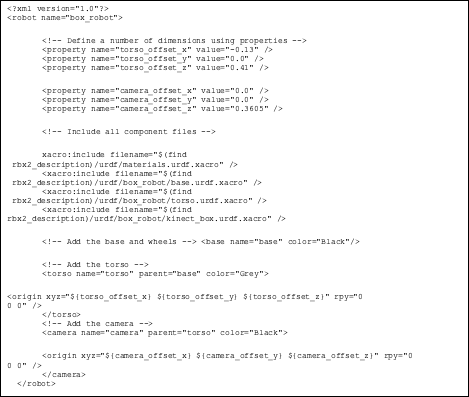 <?xml version="1.0"?>
<robot name="box_robot">
<!-- Define a number of dimensions using properties -->
<property name="torso_offset_x" value="-0.13" />
<property name="torso_offset_y" value="0.0" />
<property name="torso_offset_z" value="0.41" />
<property name="camera_offset_x" value="0.0" />
<property name="camera_offset_y" value="0.0" />
<property name="camera_offset_z" value="0.3605" />
<!-- Include all component files -->
xacro:include filename="$(find
rbx2_description)/urdf/materials.urdf.xacro" />
<xacro:include filename="$(find
rbx2_description)/urdf/box_robot/base.urdf.xacro" />
<xacro:include filename="$(find
rbx2_description)/urdf/box_robot/torso.urdf.xacro" />
<xacro:include filename="$(find
rbx2_description)/urdf/box_robot/kinect_box.urdf.xacro" />
<!-- Add the base and wheels --> <base name="base" color="Black"/>
<!-- Add the torso -->
<torso name="torso" parent="base" color="Grey">
<origin xyz="${torso_offset_x} ${torso_offset_y} ${torso_offset_z}" rpy="0
0 0" />
</torso>
<!-- Add the camera -->
<camera name="camera" parent="torso" color="Black">
<origin xyz="${camera_offset_x} ${camera_offset_y} ${camera_offset_z}" rpy="0
0 0" />
</camera>
</robot>